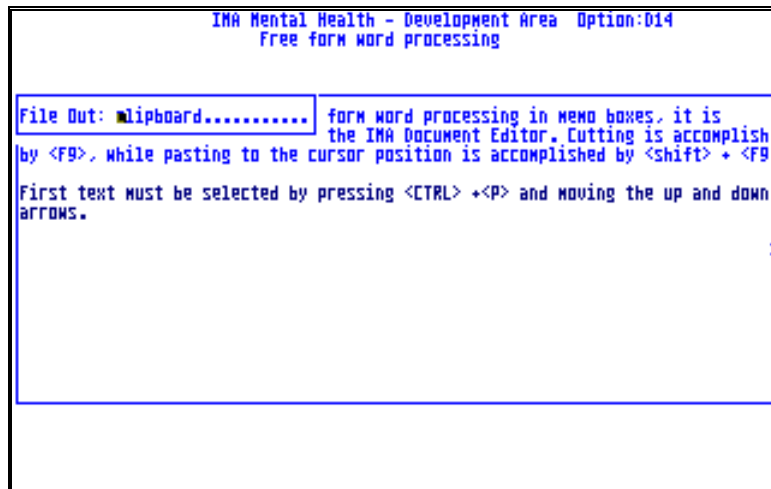 IMA Mental Health - Development Area Option:D14
Free form word processing
File Out: clipboard........... form word processing in memo boxes, it is
the IMA Document Editor. Cutting is accomplish
by <F9>, while pasting to the cursor position is accomplished by <shift> + <F9
First text must be selected by pressing <CTRL> +<P> and moving the up and down
arrows.